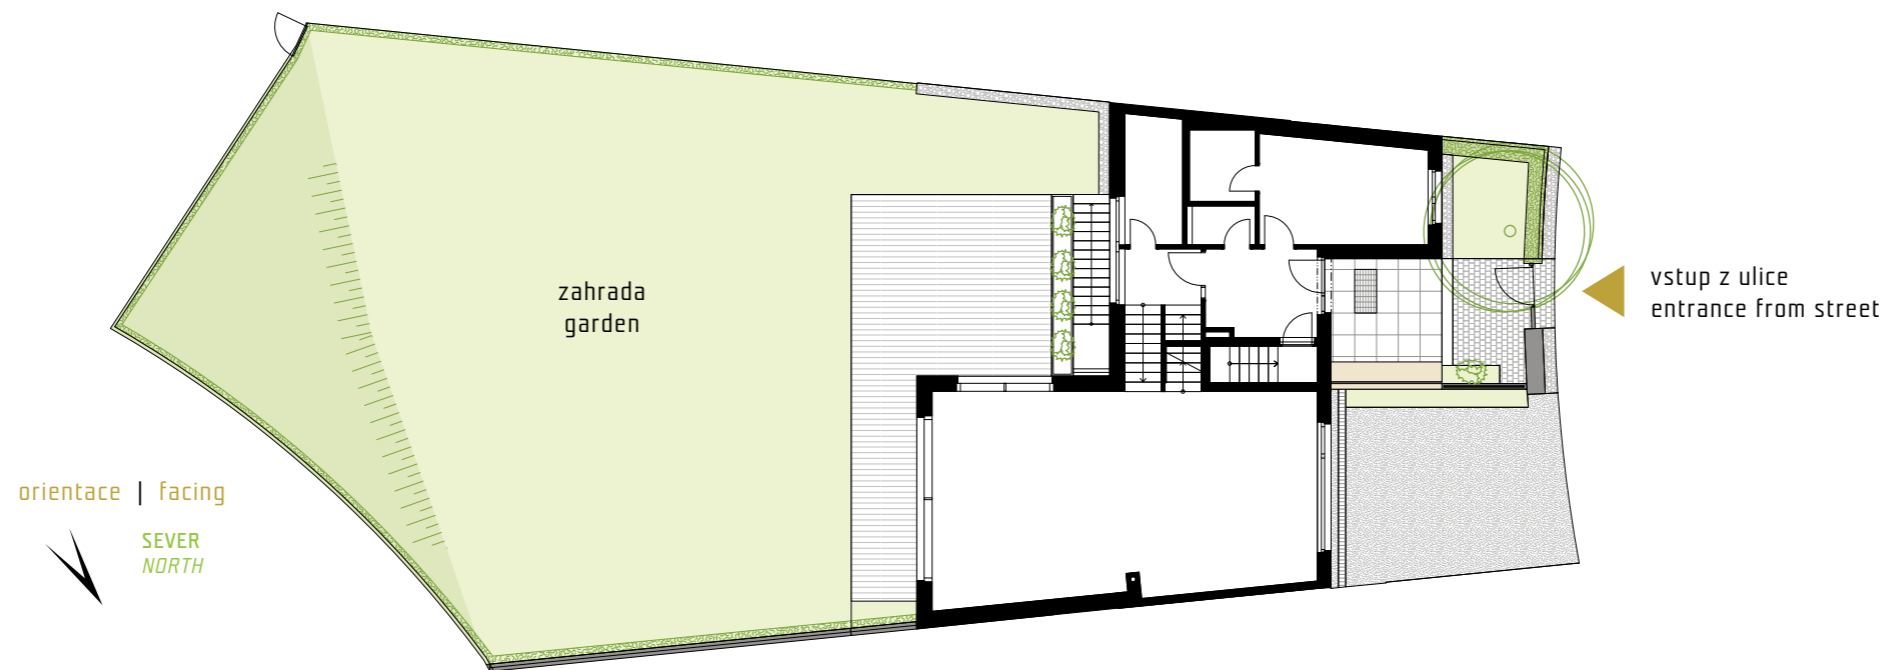 zahrada
garden
vstup z ulice
entrance from street
orientace | facing
SEVER
NORTH